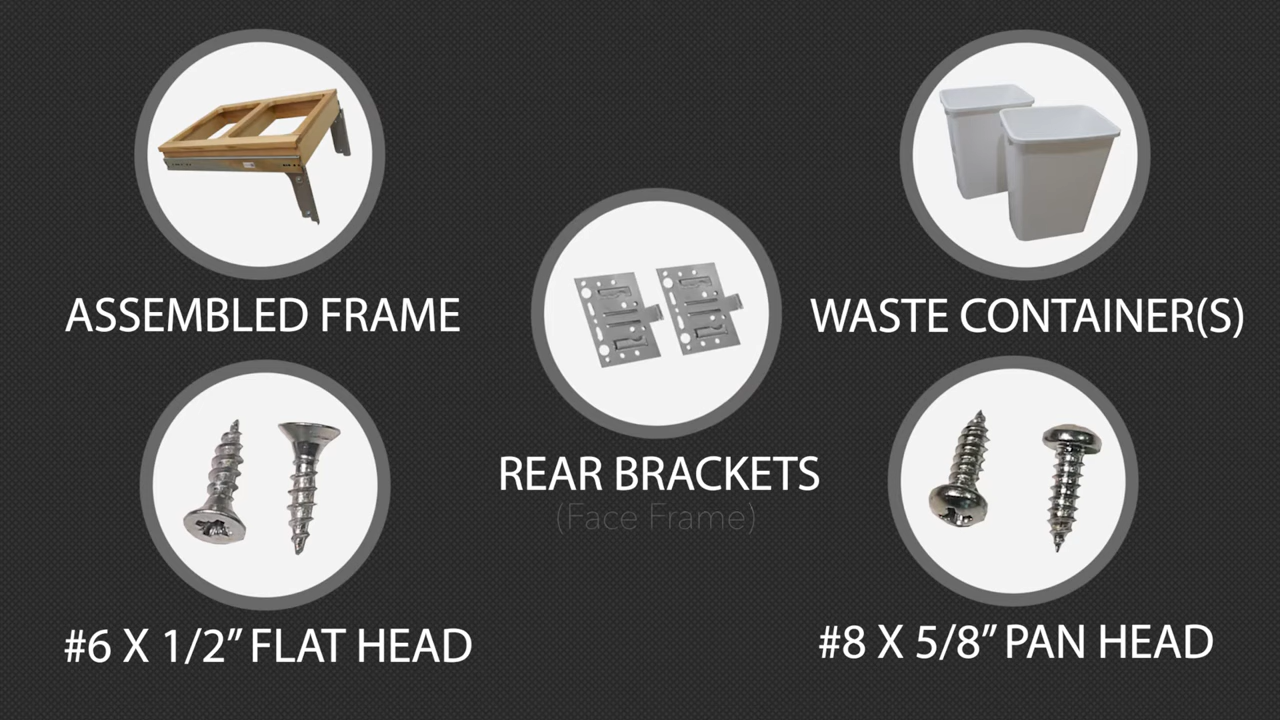 ASSEMBLED FRAME
WASTE CONTAINER(S)
REAR BRACKETS
(Face Frame)
#6 X 1/2” FLAT HEAD
#8 X 5/8” PAN HEAD